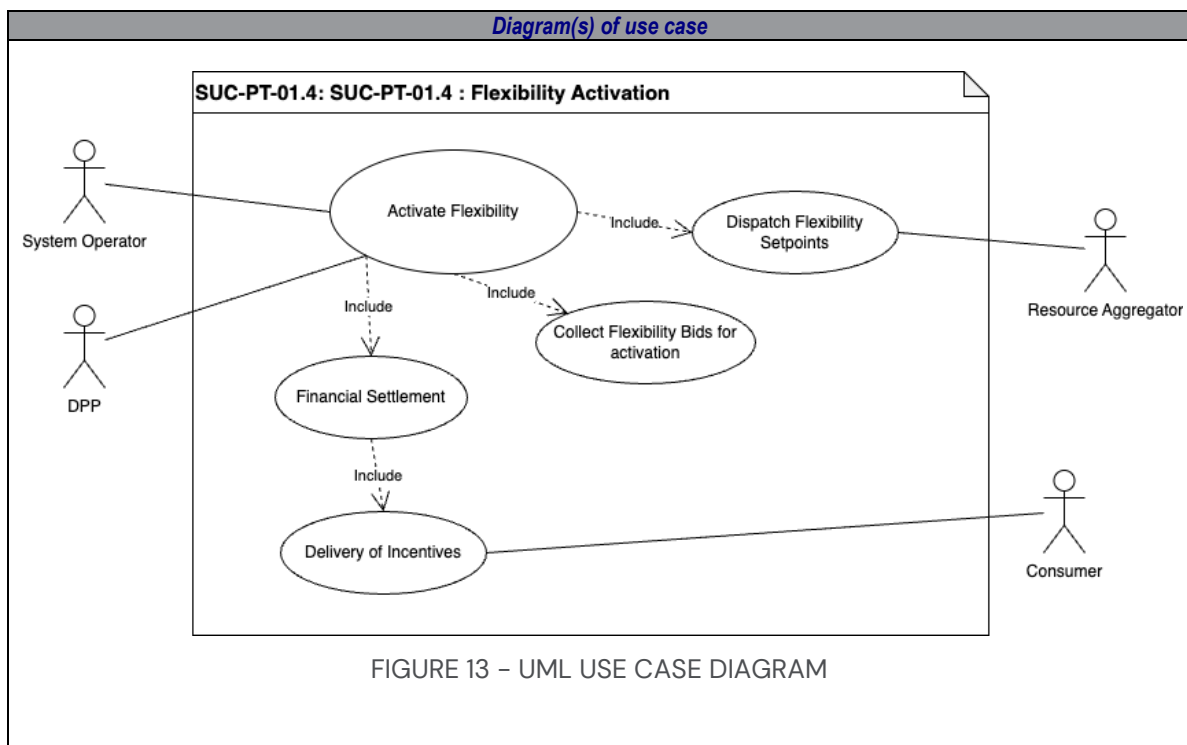 Diagram(s) of use case
SUC-PT-01.4: SUC-PT-01.4 : Flexibility Activation
System Operator
Activate Flexibility
Include
Dispatch Flexibility
Setpoints
Resource Aggregator
DPP
Include
Include
Collect Flexibility Bids for
activation
Financial Settlement
Include
Delivery of Incentives
Consumer
FIGURE 13 – UML USE CASE DIAGRAM